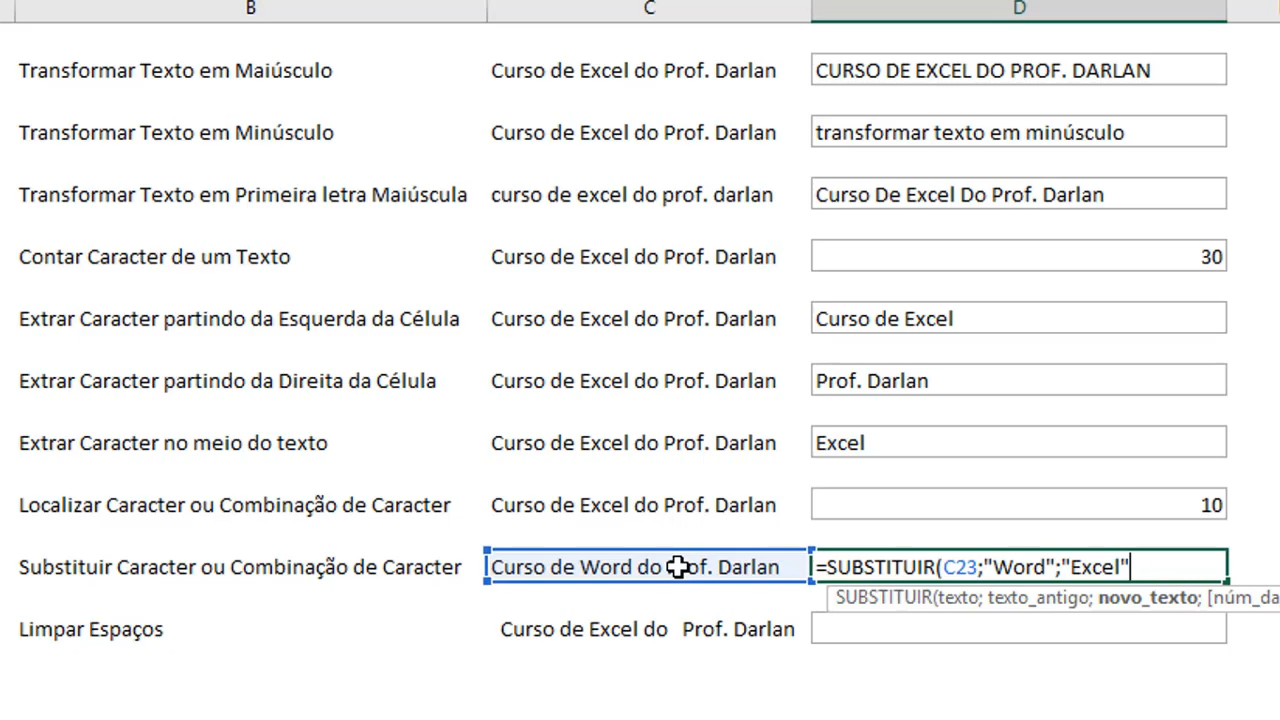 B C D
Transformar Texto em Maiúsculo Curso de Excel do Prof. Darlan CURSO DE EXCEL DO PROF. DARLAN
Transformar Texto em Minúsculo Curso de Excel do Prof. Darlan transformar texto em minúsculo
Transformar Texto em Primeira letra Maiúscula curso de excel do prof. darlan Curso De Excel Do Prof. Darlan
Contar Caracter de um Texto Curso de Excel do Prof. Darlan 30
Extrar Caracter partindo da Esquerda da Célula Curso de Excel do Prof. Darlan Curso de Excel
Extrar Caracter partindo da Direita da Célula Curso de Excel do Prof. Darlan Prof. Darlan
Extrar Caracter no meio do texto Curso de Excel do Prof. Darlan Excel
Localizar Caracter ou Combinação de Caracter Curso de Excel do Prof. Darlan 10
Substituir Caracter ou Combinação de Caracter Curso de Word do Prof. Darlan =SUBSTITUIR(C23;"Word";"Excel"
SUBSTITUIR(texto; texto_antigo; novo_texto; [núm_da
Limpar Espaços Curso de Excel do Prof. Darlan